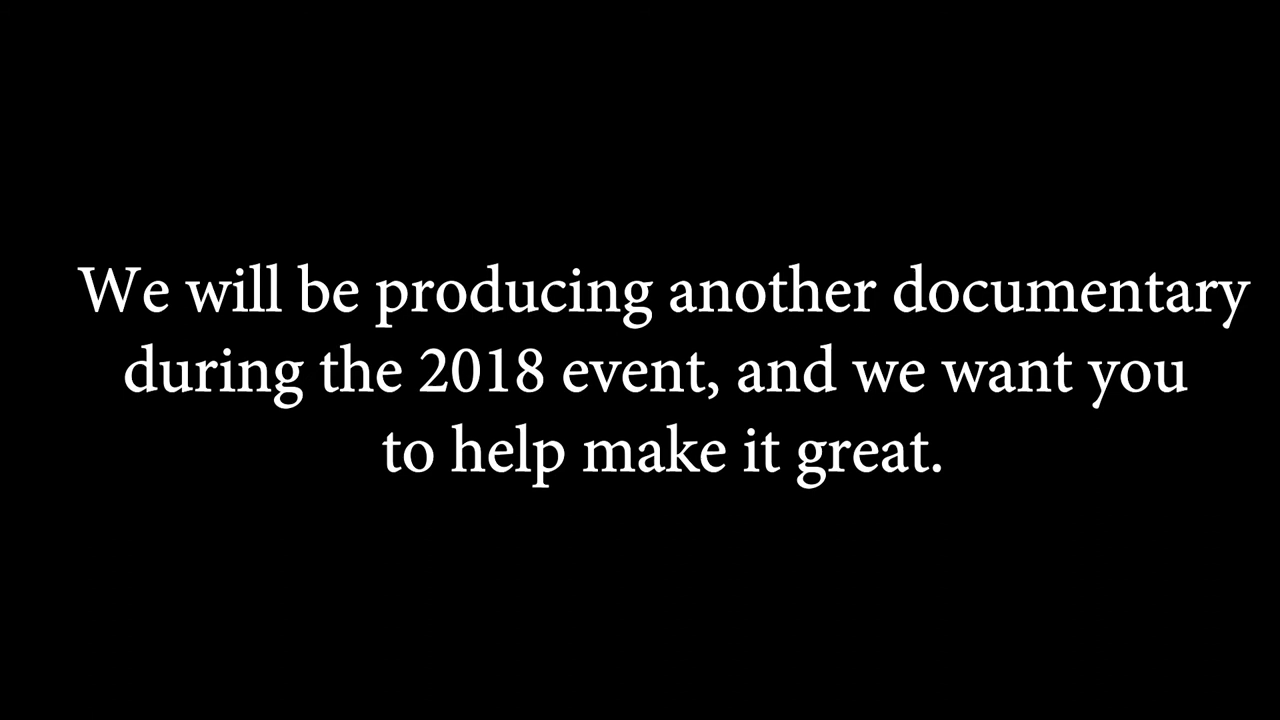 We will be producing another documentary
during the 2018 event, and we want you
to help make it great.